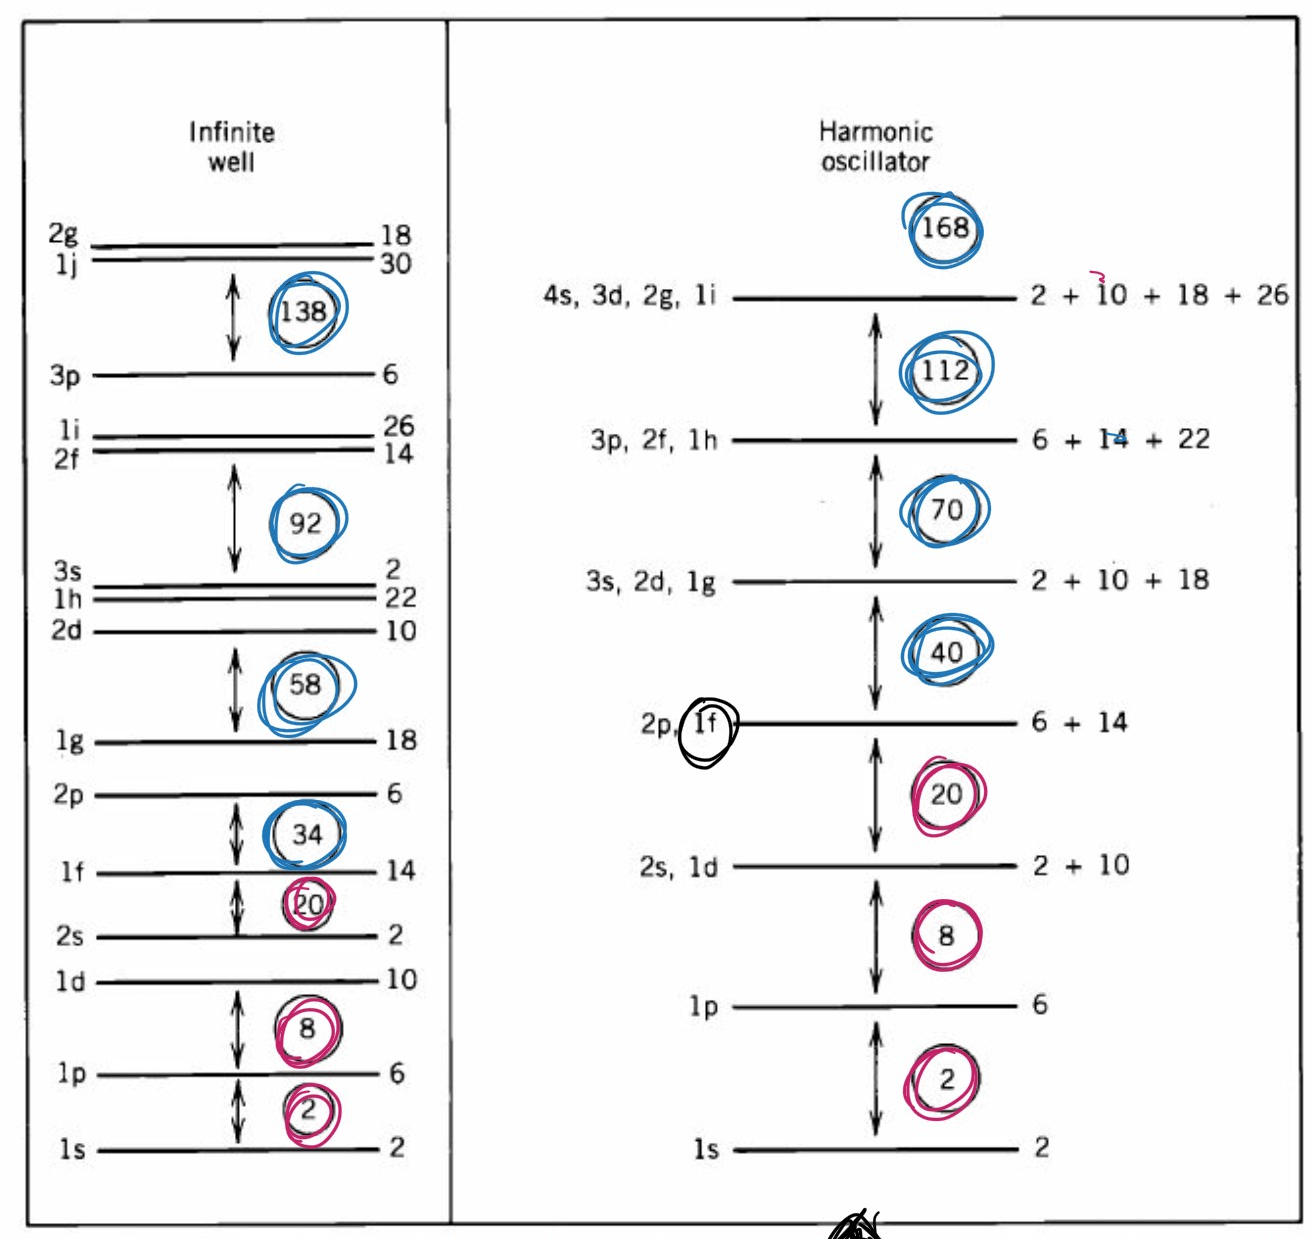 Infinite
well
2g 18
1j 30
138
3p 6
1i 26
2f 14
92
3s 2
1h 22
2d 10
58
1g 18
2p 6
34
1f 14
20
2s 2
1d 10
8
1p 6
2
1s 2
Harmonic
oscillator
168
4s, 3d, 2g, 1i 2 + 10 + 18 + 26
112
3p, 2f, 1h 6 + 14 + 22
70
3s, 2d, 1g 2 + 10 + 18
40
2p, 1f 6 + 14
20
2s, 1d 2 + 10
8
1p 6
2
1s 2